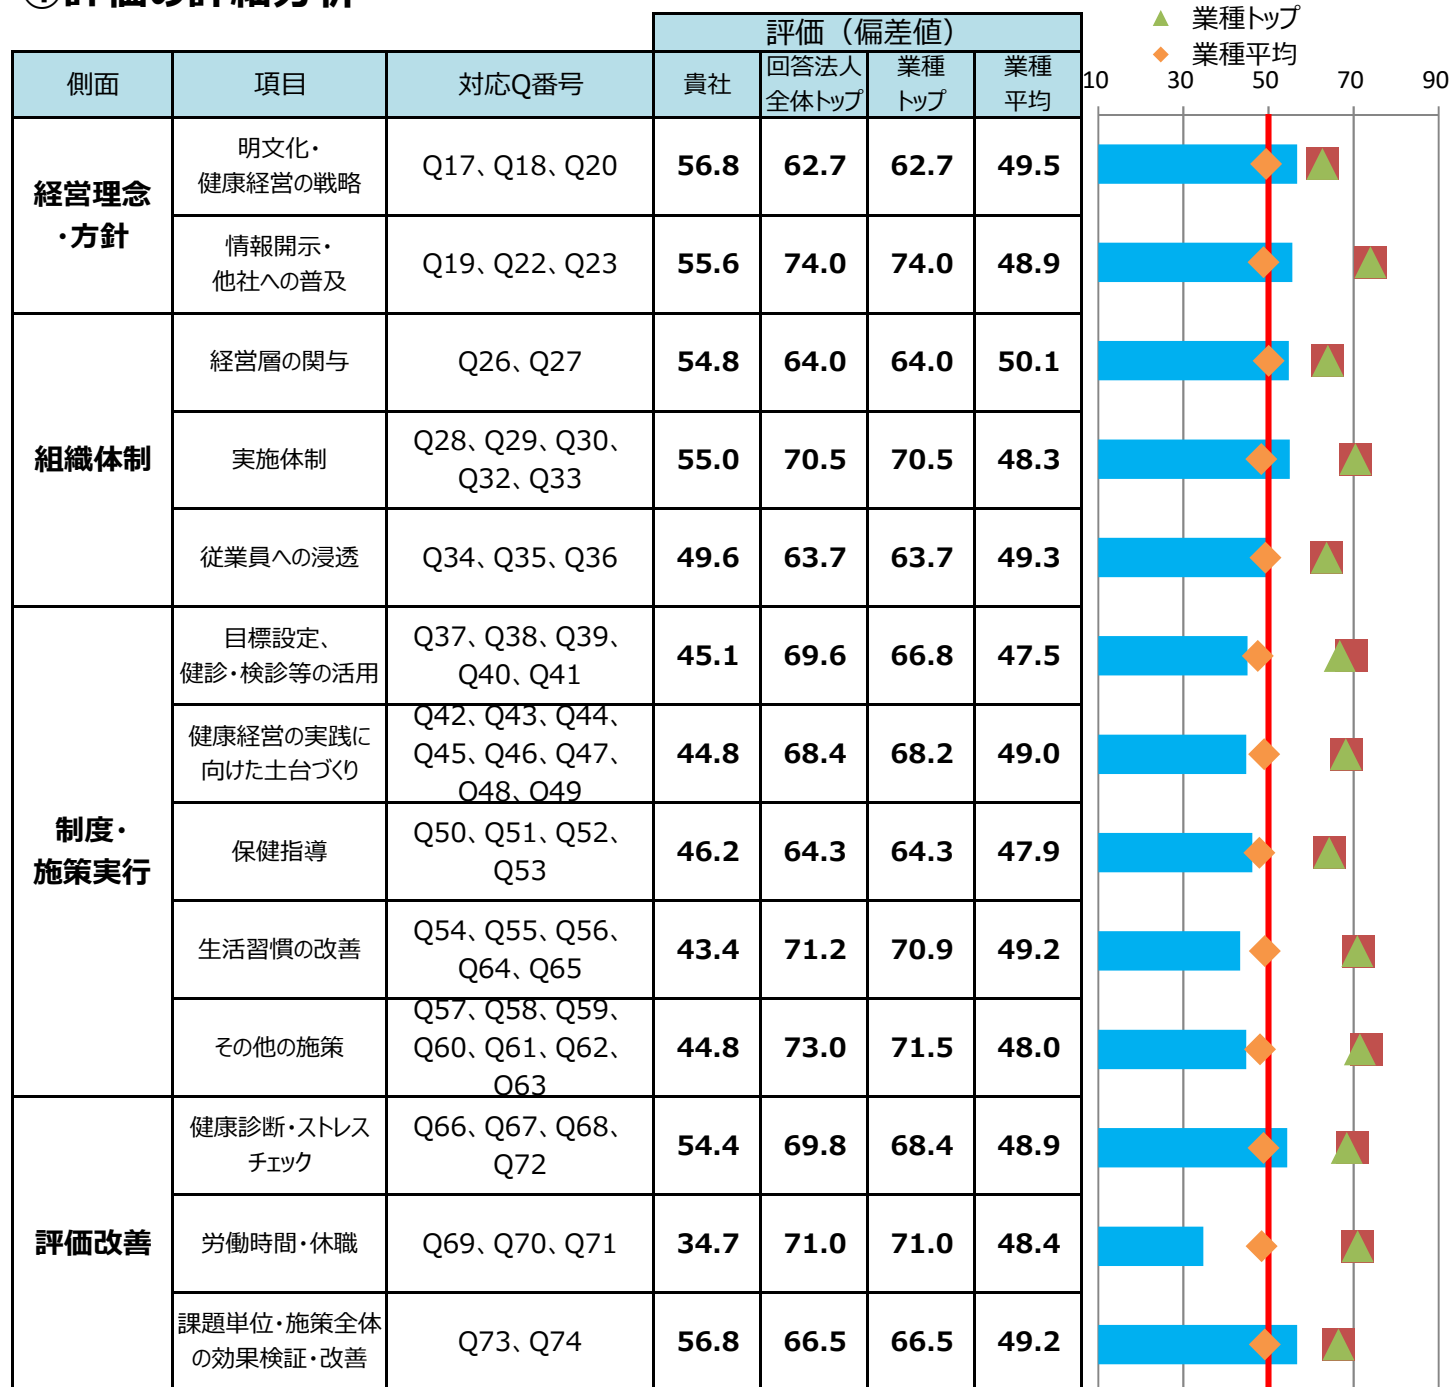 ①評価の詳細分析
▲ 業種トップ
◆ 業種平均
評価（偏差値）
側面 項目 対応Q番号 貴社 回答法人全体トップ 業種トップ 業種平均
10 30 50 70 90
経営理念
・方針
明文化・
健康経営の戦略
Q17、Q18、Q20
56.8 62.7 62.7 49.5
情報開示・
他社への普及
Q19、Q22、Q23
55.6 74.0 74.0 48.9
組織体制
経営層の関与
Q26、Q27
54.8 64.0 64.0 50.1
実施体制
Q28、Q29、Q30、
Q32、Q33
55.0 70.5 70.5 48.3
従業員への浸透
Q34、Q35、Q36
49.6 63.7 63.7 49.3
制度・
施策実行
目標設定、
健診・検診等の活用
Q37、Q38、Q39、
Q40、Q41
45.1 69.6 66.8 47.5
健康経営の実践に
向けた土台づくり
Q42、Q43、Q44、
Q45、Q46、Q47、
Q48、Q49
44.8 68.4 68.2 49.0
保健指導
Q50、Q51、Q52、
Q53
46.2 64.3 64.3 47.9
生活習慣の改善
Q54、Q55、Q56、
Q64、Q65
43.4 71.2 70.9 49.2
その他の施策
Q57、Q58、Q59、
Q60、Q61、Q62、
Q63
44.8 73.0 71.5 48.0
評価改善
健康診断・ストレス
チェック
Q66、Q67、Q68、
Q72
54.4 69.8 68.4 48.9
労働時間・休職
Q69、Q70、Q71
34.7 71.0 71.0 48.4
課題単位・施策全体
の効果検証・改善
Q73、Q74
56.8 66.5 66.5 49.2